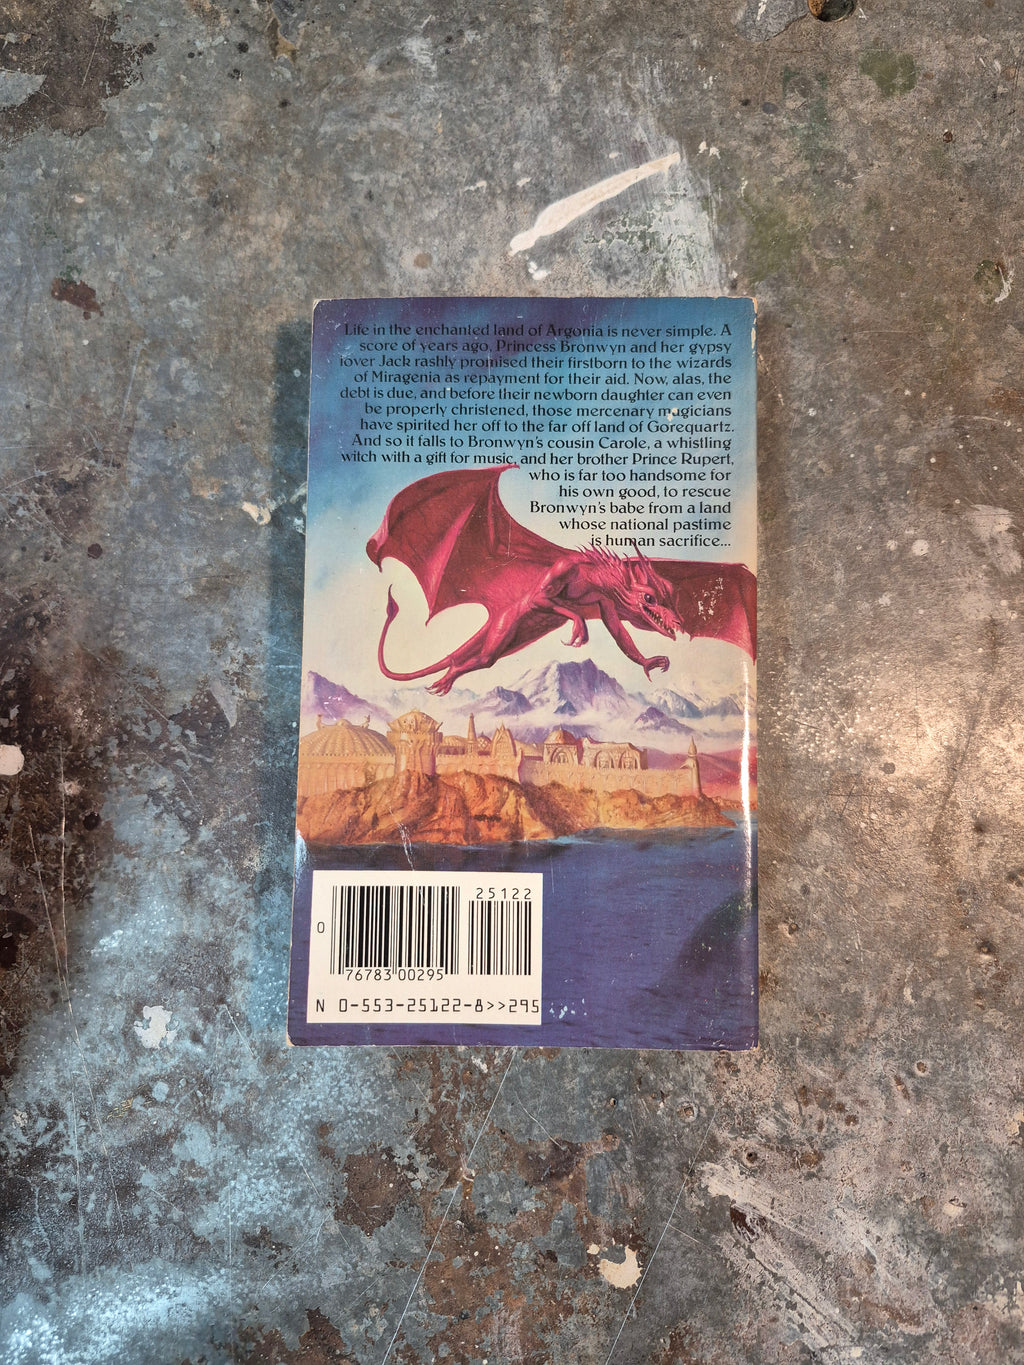 Life in the enchanted land of Argonia is never simple. A
score of years ago, Princess Bronwyn and her gypsy
lover Jack rashly promised their firstborn to the wizards
of Miragenia as repayment for their aid. Now, alas, the
debt is due, and before their newborn daughter can even
be properly christened, those mercenary magicians
have spirited her off to the far off land of Gorequartz.
And so it falls to Bronwyn's cousin Carole, a whistling
witch with a gift for music, and her brother Prince Rupert,
who is far too handsome for
his own good, to rescue
Bronwyn's babe from a land
whose national pastime
is human sacrifice...
25122
0
76783 00295
N 0-553-25122-8>>295